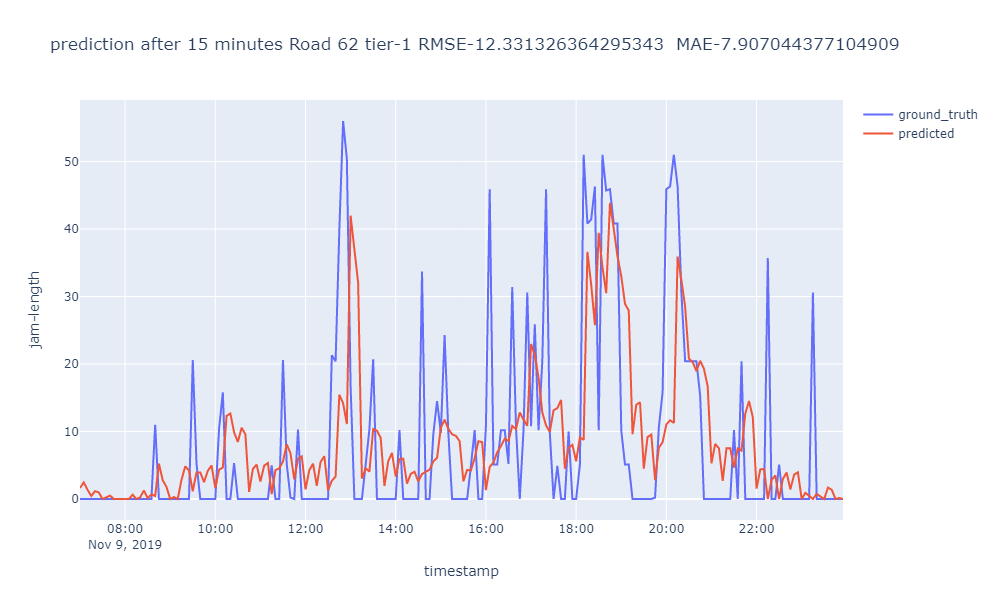 prediction after 15 minutes Road 62 tier-1 RMSE-12.331326364295343  MAE-7.907044377104909
ground_truth
predicted
50
40
30
20
10
0
jam-length
08:00 10:00 12:00 14:00 16:00 18:00 20:00 22:00
Nov 9, 2019
timestamp